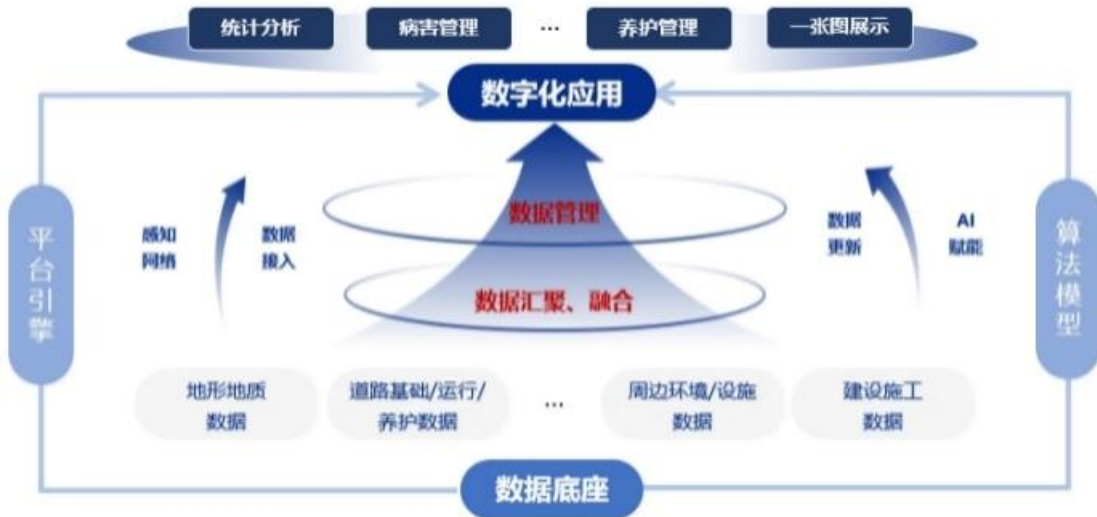 统计分析
病害管理
…
养护管理
一张图展示
数字化应用
平台引擎
感知
网络
数据
接入
数据管理
数据汇聚、融合
数据
更新
AI
赋能
算法模型
地形地质
数据
道路基础/运行/
养护数据
…
周边环境/设施
数据
建设施工
数据
数据底座